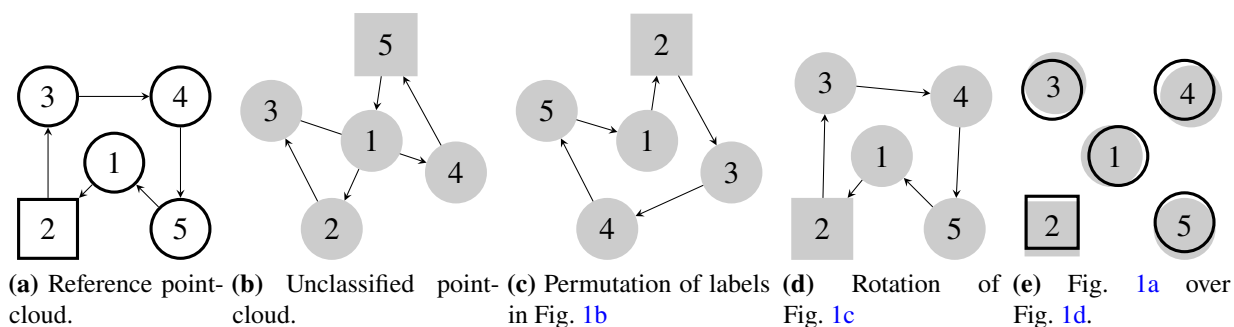 3
4
1
2
5
5
3
1
4
2
2
5
1
3
4
3
4
1
2
5
3
4
1
2
5
(a) Reference point-
cloud.
(b) Unclassified point-
cloud.
(c) Permutation of labels
in Fig. 1b
(d) Rotation of
Fig. 1c
(e) Fig. 1a over
Fig. 1d.